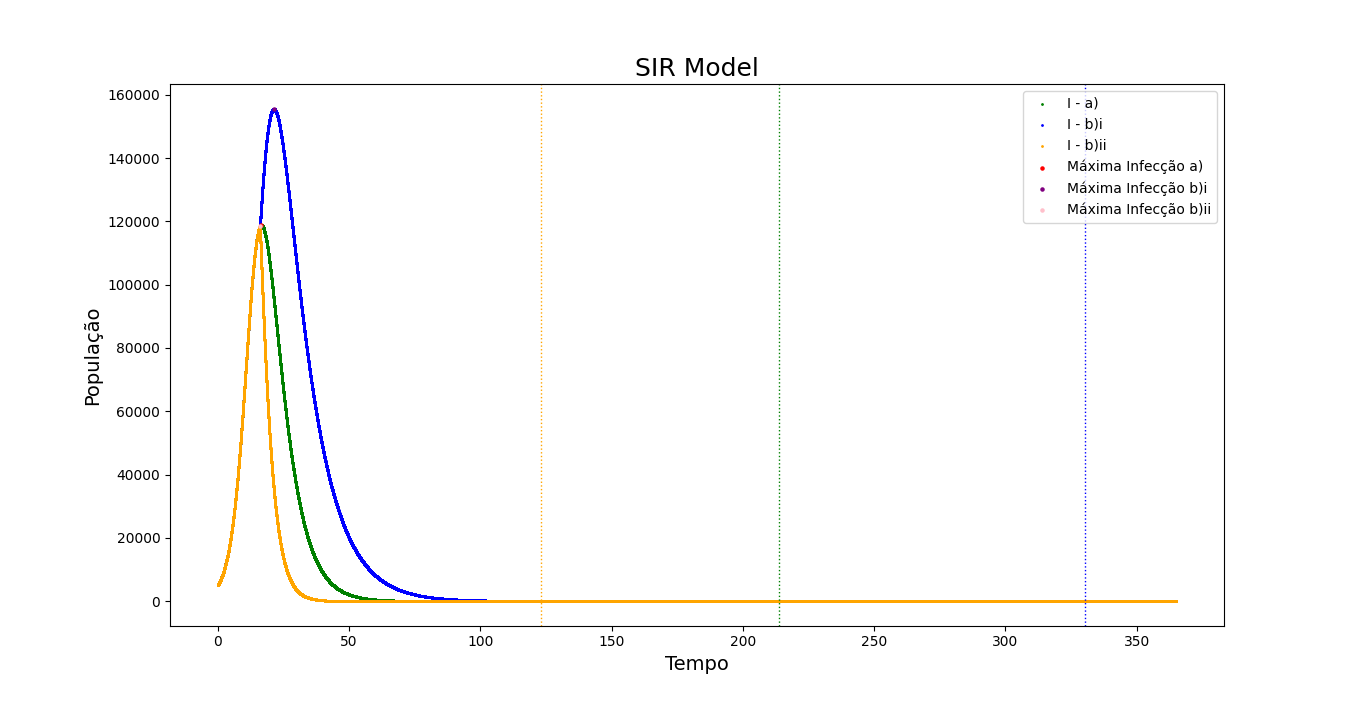 SIR Model
160000
140000
120000
100000
80000
60000
40000
20000
0
População
0 50 100 150 200 250 300 350
Tempo
I - a)
I - b)i
I - b)ii
Máxima Infecção a)
Máxima Infecção b)i
Máxima Infecção b)ii